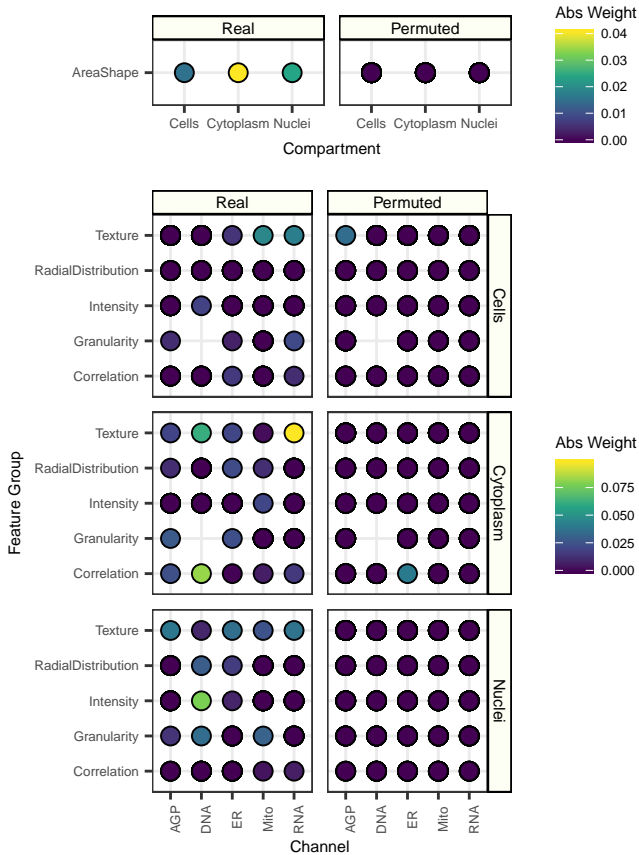 Real Permuted
AreaShape
Cells Cytoplasm Nuclei Cells Cytoplasm Nuclei
Compartment
Abs Weight
0.04
0.03
0.02
0.01
0.00
Real Permuted
Texture
RadialDistribution
Intensity
Granularity
Correlation
Cells
Texture
RadialDistribution
Intensity
Granularity
Correlation
Cytoplasm
Texture
RadialDistribution
Intensity
Granularity
Correlation
Nuclei
Feature Group
AGP DNA ER Mito RNA AGP DNA ER Mito RNA
Channel
Abs Weight
0.075
0.050
0.025
0.000